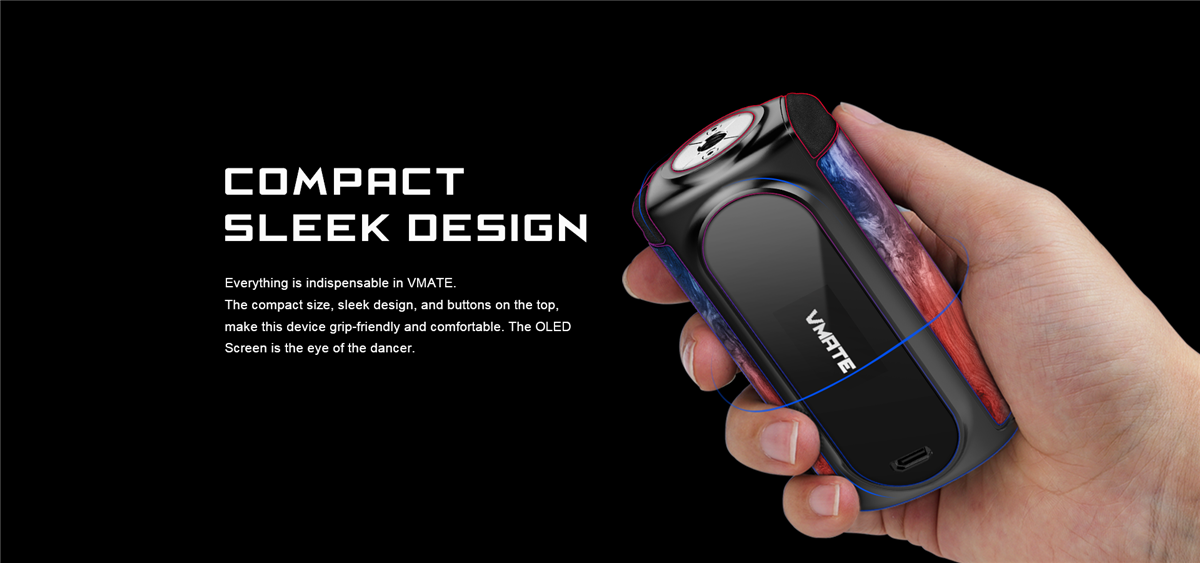 COMPACT
SLEEK DESIGN
Everything is indispensable in VMATE.
The compact size, sleek design, and buttons on the top,
make this device grip-friendly and comfortable. The OLED
Screen is the eye of the dancer.
VMATE